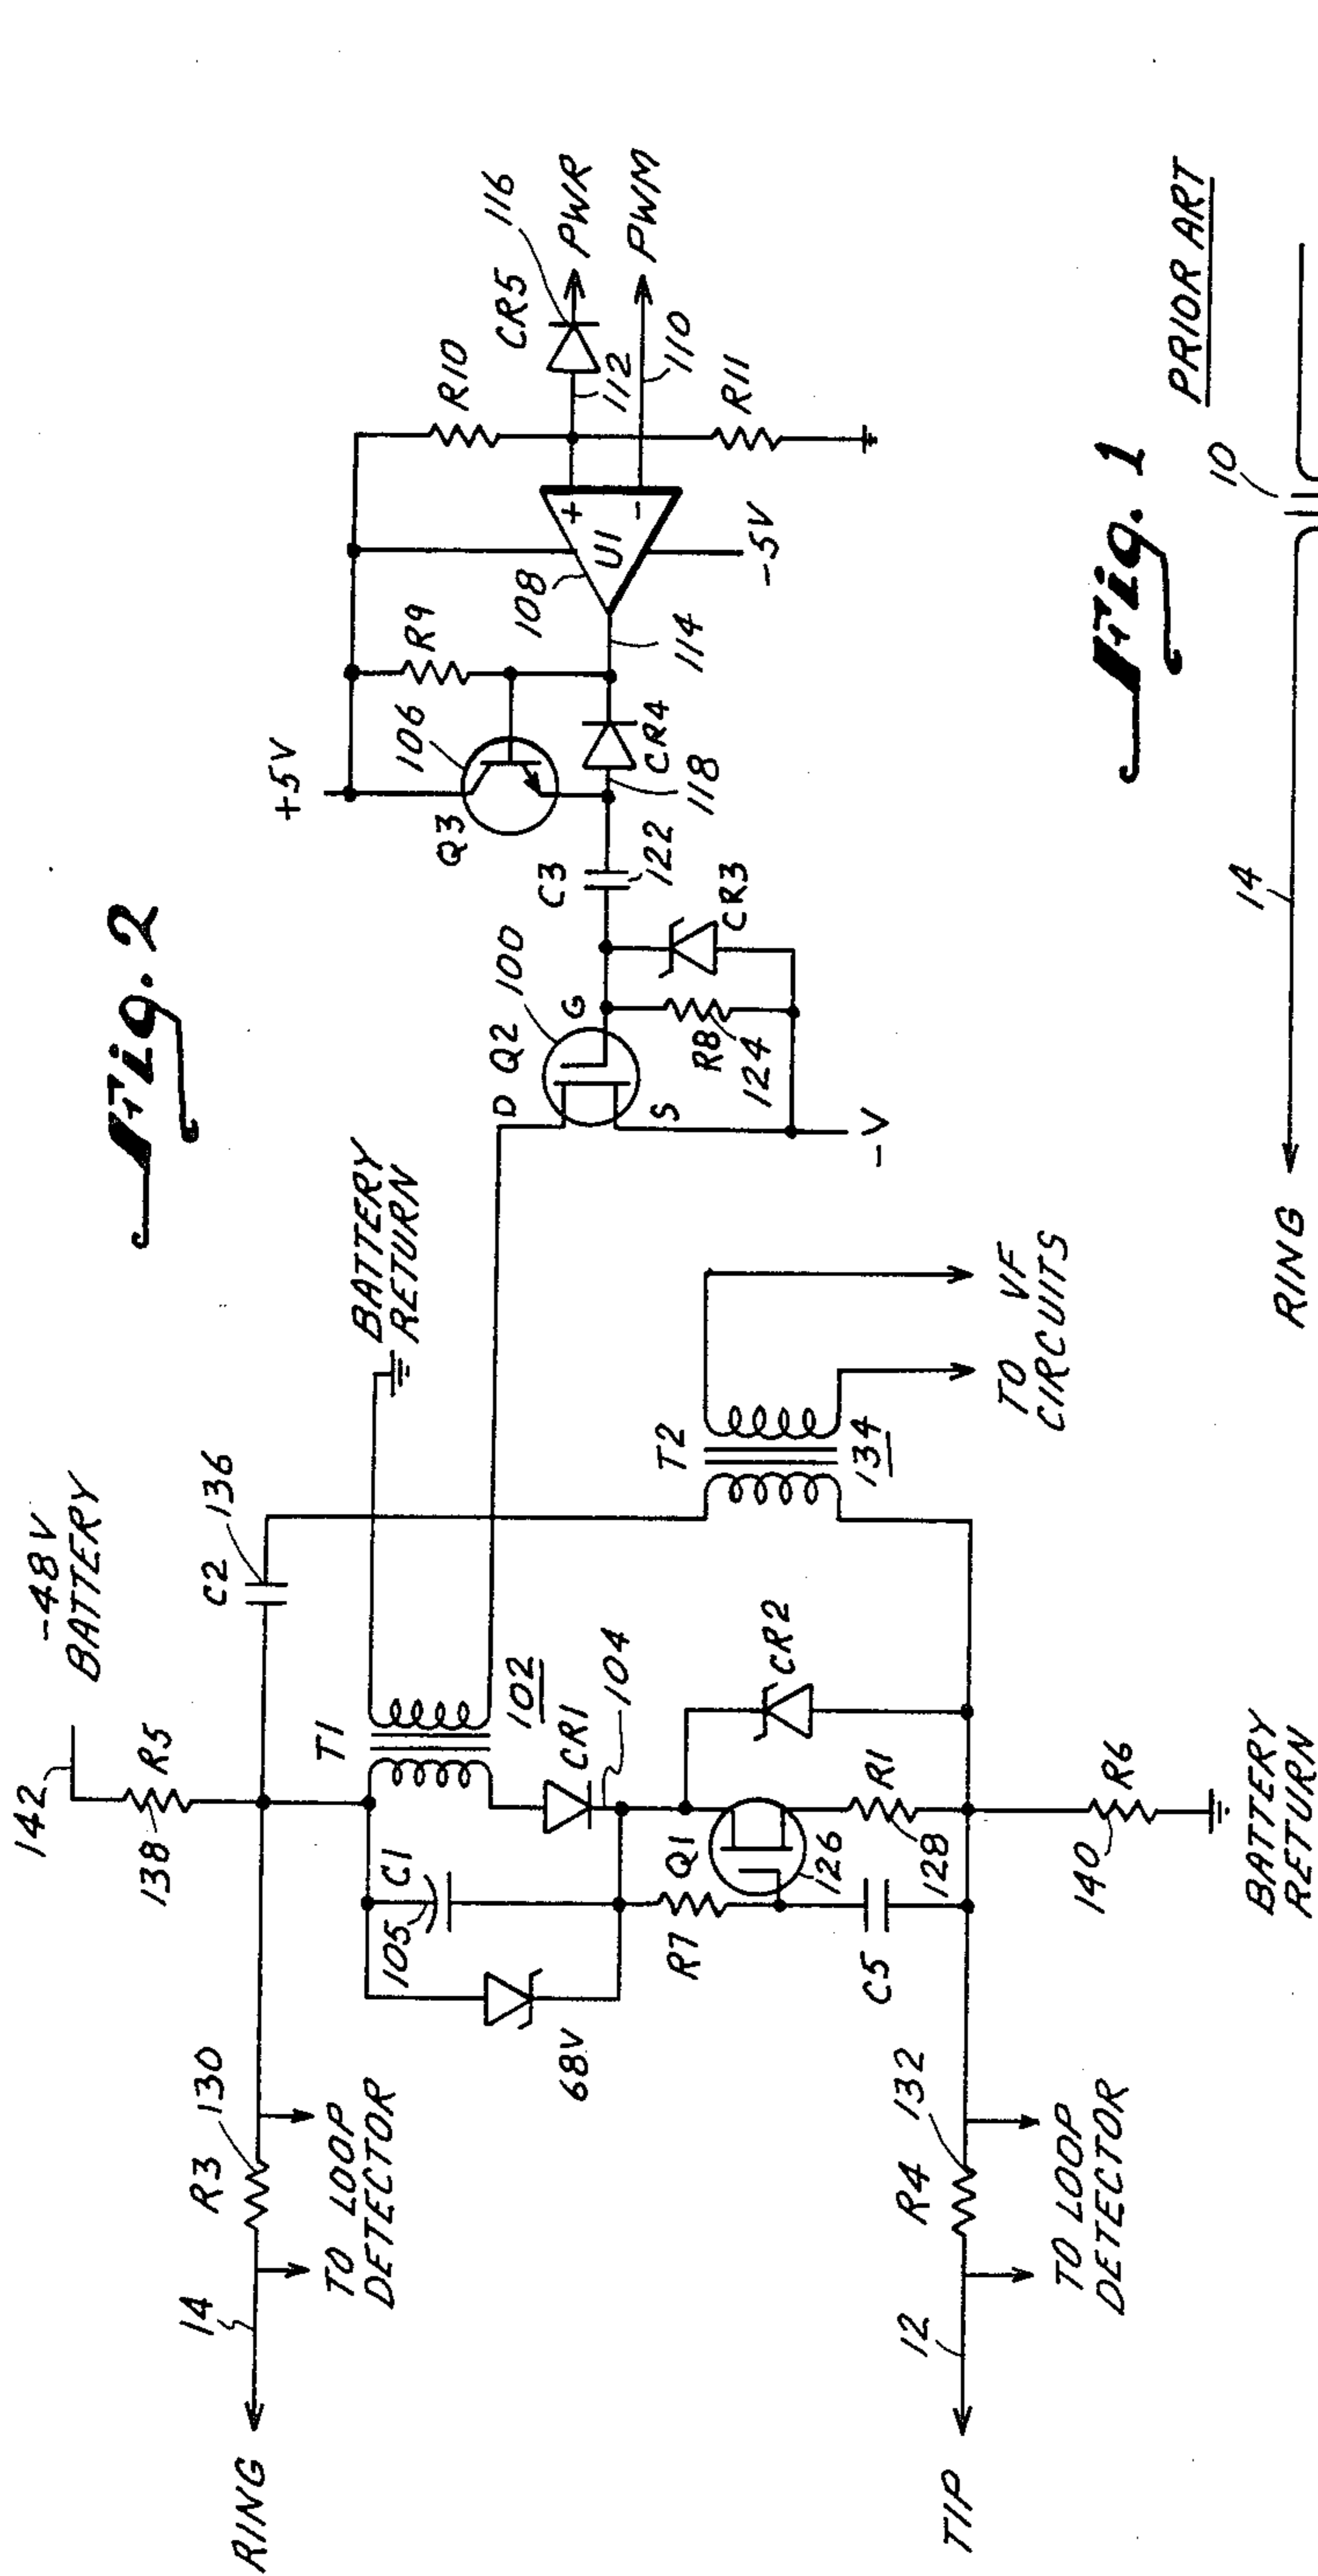 Fig. 2
-48V
BATTERY
142
R5
138
C2
136
BATTERY
RETURN
T1
102
CR1
104
C1
105
68V
R3
130
14
RING
TO LOOP
DETECTOR
R7
Q1
126
CR2
R1
128
C5
R6
140
BATTERY
RETURN
R4
132
12
TIP
TO LOOP
DETECTOR
T2
134
TO VF
CIRCUITS
D
Q2
100
G
S
R8
124
-V
C3
122
CR3
+5V
Q3
106
R9
CR4
118
108
U1
+
-
114
-5V
R10
CR5
116
PWR
112
PWM
110
R11
Fig. 1
PRIOR ART
10
14
RING